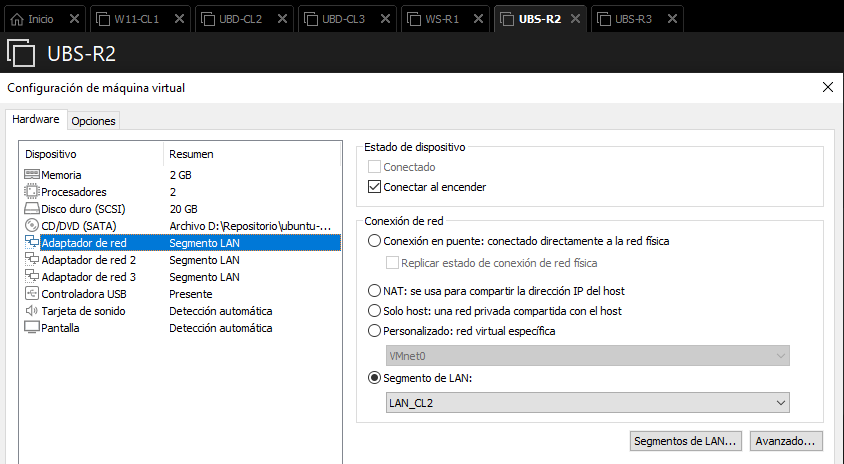 Inicio W11-CL1 UBD-CL2 UBD-CL3 WS-R1 UBS-R2 UBS-R3
UBS-R2
Configuración de máquina virtual
Hardware Opciones
Dispositivo Resumen
Memoria 2 GB
Procesadores 2
Disco duro (SCSI) 20 GB
CD/DVD (SATA) Archivo D:\Repositorio\ubuntu-...
Adaptador de red Segmento LAN
Adaptador de red 2 Segmento LAN
Adaptador de red 3 Segmento LAN
Controladora USB Presente
Tarjeta de sonido Detección automática
Pantalla Detección automática
Estado de dispositivo
Conectado
Conectar al encender
Conexión de red
Conexión en puente: conectado directamente a la red física
Replicar estado de conexión de red física
NAT: se usa para compartir la dirección IP del host
Solo host: una red privada compartida con el host
Personalizado: red virtual específica
VMnet0
Segmento de LAN:
LAN_CL2
Segmentos de LAN... Avanzado...